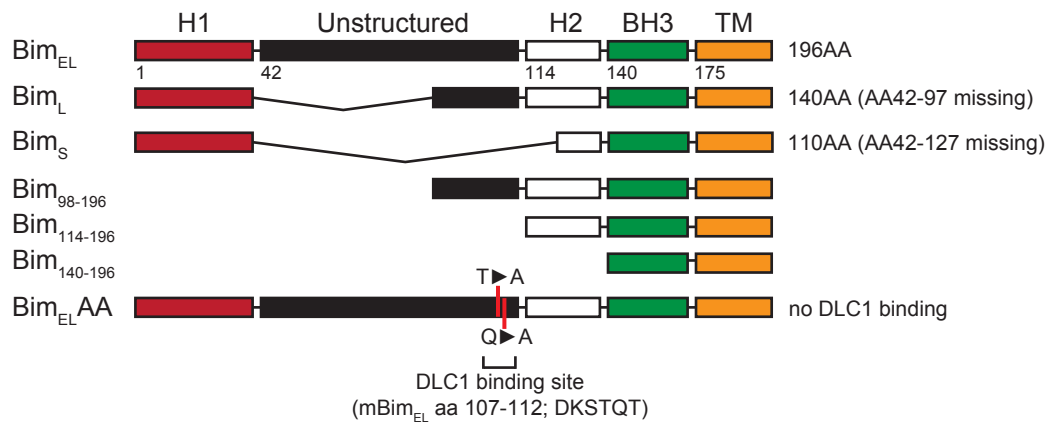 H1 Unstructured H2 BH3 TM
BimEL 196AA
1 42 114 140 175
BimL 140AA (AA42-97 missing)
BimS 110AA (AA42-127 missing)
Bim98-196
Bim114-196
Bim140-196
T►A
BimELAA no DLC1 binding
Q►A
DLC1 binding site
(mBimEL aa 107-112; DKSTQT)